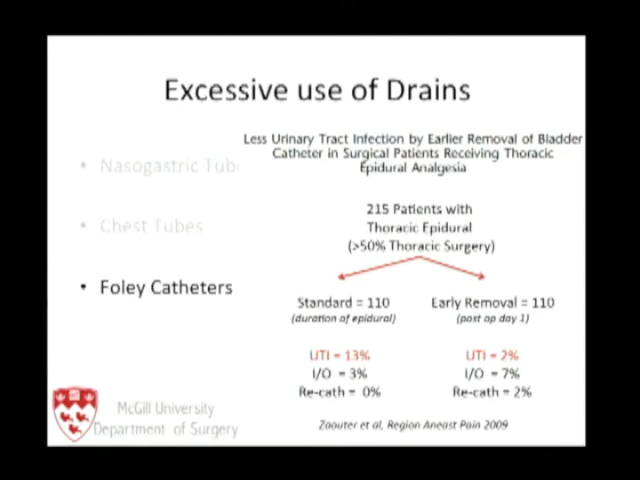 Excessive use of Drains
Less Urinary Tract Infection by Earlier Removal of Bladder
Catheter in Surgical Patients Receiving Thoracic
Epidural Analgesia
• Nasogastric Tub
• Chest Tubes
• Foley Catheters
215 Patients with
Thoracic Epidural
(>50% Thoracic Surgery)
Standard = 110
(duration of epidural)
UTI = 13%
I/O = 3%
Re-cath = 0%
Early Removal = 110
(post op day 1)
UTI = 2%
I/O = 7%
Re-cath = 2%
Zaouter et al, Region Aneast Pain 2009
McGill University
Department of Surgery